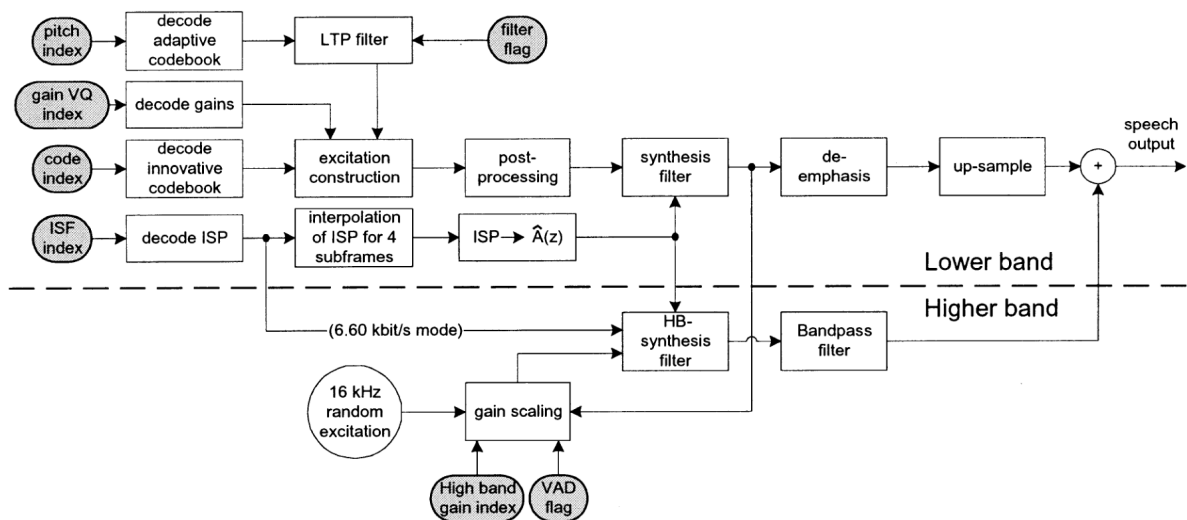 pitch
index
decode
adaptive
codebook
LTP filter
filter
flag
gain VQ
index
decode gains
code
index
decode
innovative
codebook
excitation
construction
post-
processing
synthesis
filter
de-
emphasis
up-sample
+
speech
output
ISF
index
decode ISP
interpolation
of ISP for 4
subframes
ISP → Â(z)
Lower band
Higher band
(6.60 kbit/s mode)
HB-
synthesis
filter
Bandpass
filter
16 kHz
random
excitation
gain scaling
High band
gain index
VAD
flag